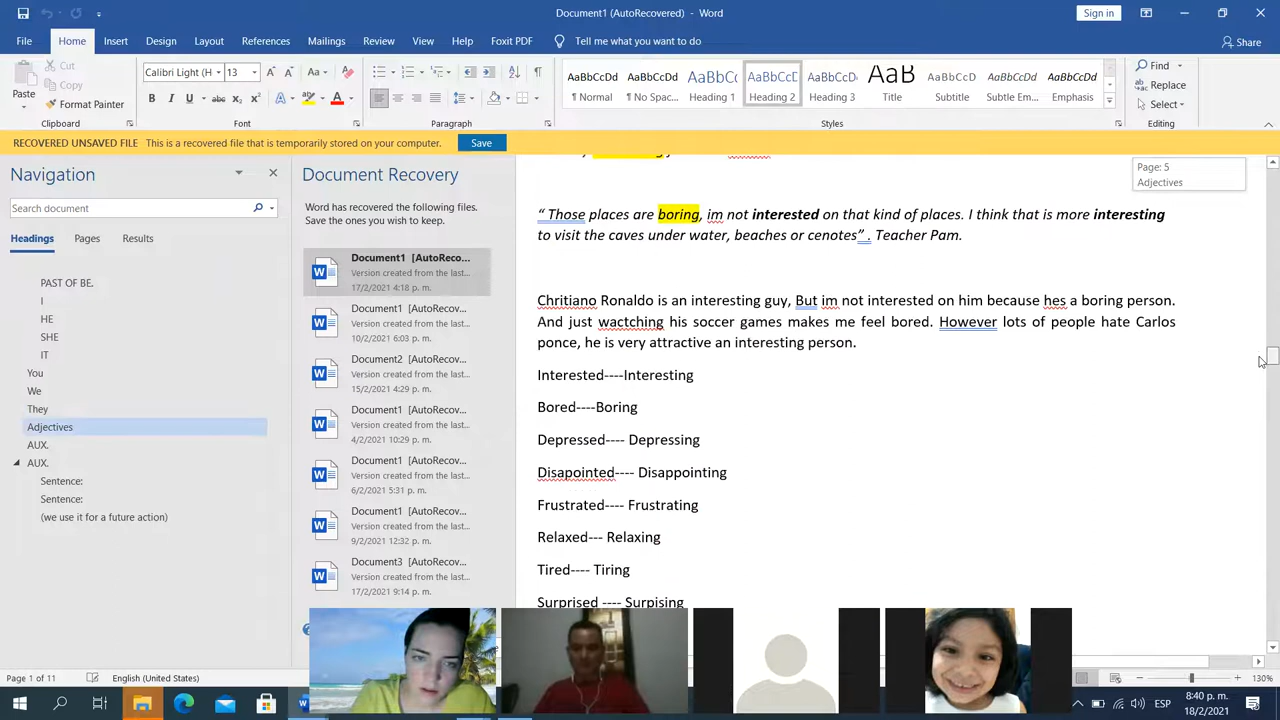 Document1 - Word
Sign in
File Home Insert Design Layout References Mailings Review View Help Foxit PDF Tell me what you want to do Share
Paste
Cut
Copy
Format Painter
Clipboard
Calibri Light (H 13
Font
Paragraph
AaBbCcDd AaBbCcDd AaBbC AaBbCcD AaBbCcD AaB AaBbCcD AaBbCcDd AaBbCcDd
¶ Normal ¶ No Spac... Heading 1 Heading 2 Heading 3 Title Subtitle Subtle Em... Emphasis
Styles
Find
Replace
Select
Editing
RECOVERED UNSAVED FILE This is a recovered file that is temporarily stored on your computer. Save
Navigation
Search document
Headings Pages Results
PAST OF BE.
I
HE
SHE
IT
You
We
They
Adjectives
AUX.
AUX.
Sentence:
Sentence:
(we use it for a future action)
Document Recovery
Word has recovered the following files.
Save the ones you wish to keep.
Document1 [AutoReco...
Version created from the last...
17/2/2021 4:18 p. m.
Document1 [AutoRecov...
Version created from the last...
10/2/2021 6:03 p. m.
Document2 [AutoRecov...
Version created from the last...
15/2/2021 4:29 p. m.
Document1 [AutoRecov...
Version created from the last...
4/2/2021 10:29 p. m.
Document1 [AutoRecov...
Version created from the last...
6/2/2021 5:31 p. m.
Document1 [AutoRecov...
Version created from the last...
9/2/2021 12:32 p. m.
Document3 [AutoRecov...
Version created from the last...
17/2/2021 9:14 p. m.
Page: 5
Adjectives
“ Those places are boring, im not interested on that kind of places. I think that is more interesting
to visit the caves under water, beaches or cenotes” . Teacher Pam.
Chritiano Ronaldo is an interesting guy, But im not interested on him because hes a boring person.
And just wactching his soccer games makes me feel bored. However lots of people hate Carlos
ponce, he is very attractive an interesting person.
Interested----Interesting
Bored----Boring
Depressed---- Depressing
Disapointed---- Disappointing
Frustrated---- Frustrating
Relaxed--- Relaxing
Tired---- Tiring
Surprised ---- Surpising
Page 1 of 11 English (United States)
130%
ESP
8:40 p. m.
18/2/2021